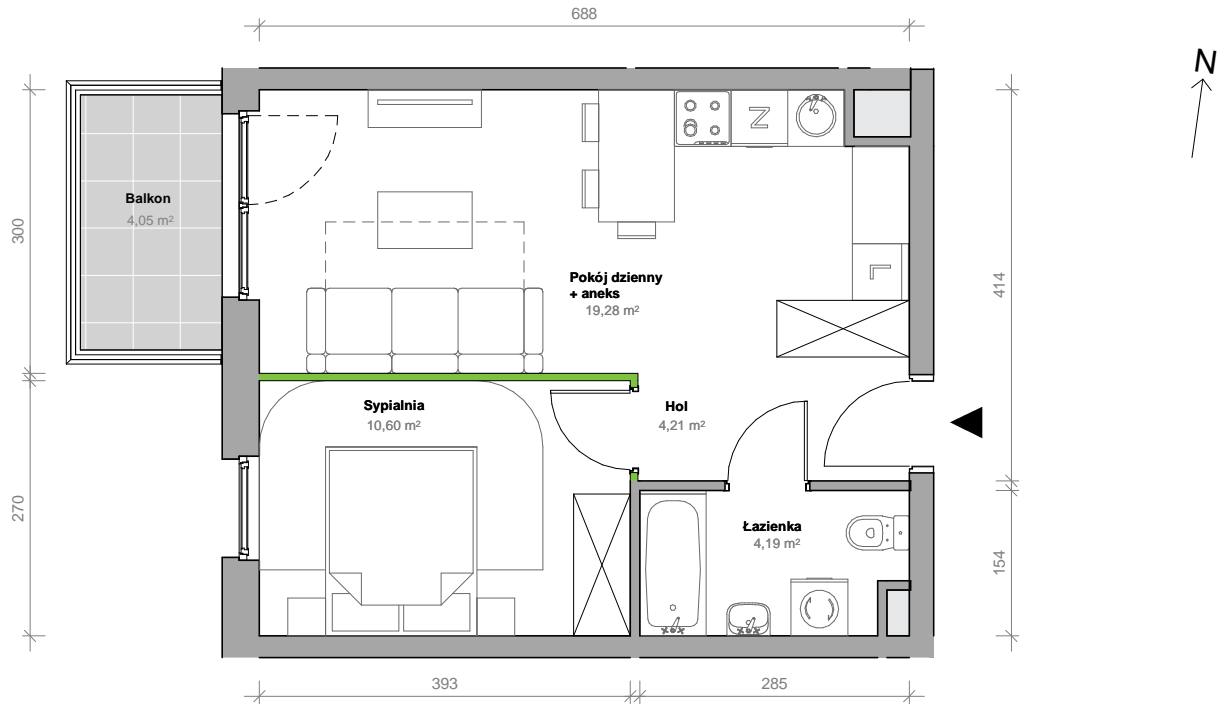 688
N
Balkon
4,05 m²
300
Z
Pokój dzienny
+ aneks
19,28 m²
L
414
Sypialnia
10,60 m²
Hol
4,21 m²
270
Łazienka
4,19 m²
154
393
285